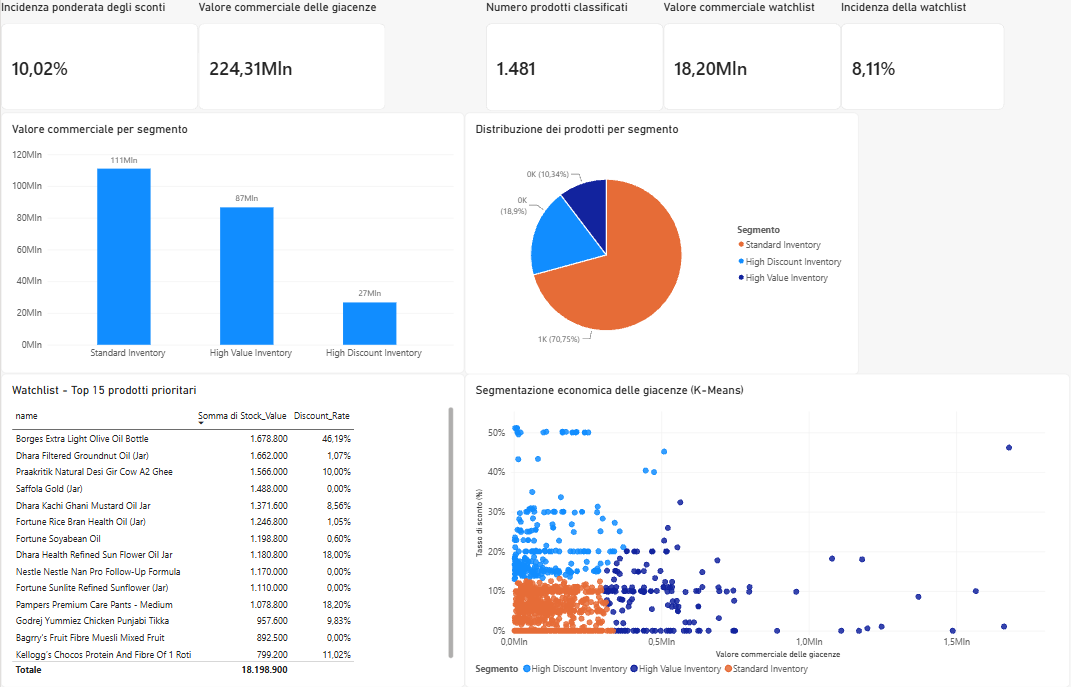 Incidenza ponderata degli sconti
Valore commerciale delle giacenze
Numero prodotti classificati
Valore commerciale watchlist
Incidenza della watchlist
10,02%
224,31Mln
1.481
18,20Mln
8,11%
Valore commerciale per segmento
120Mln
100Mln
80Mln
60Mln
40Mln
20Mln
0Mln
111Mln
87Mln
27Mln
Standard Inventory
High Value Inventory
High Discount Inventory
Distribuzione dei prodotti per segmento
0K (10,34%)
0K
(18,9%)
1K (70,75%)
Segmento
Standard Inventory
High Discount Inventory
High Value Inventory
Watchlist - Top 15 prodotti prioritari
name Somma di Stock_Value Discount_Rate
Borges Extra Light Olive Oil Bottle 1.678.800 46,19%
Dhara Filtered Groundnut Oil (Jar) 1.662.000 1,07%
Praakritik Natural Desi Gir Cow A2 Ghee 1.566.000 10,00%
Saffola Gold (Jar) 1.488.000 0,00%
Dhara Kachi Ghani Mustard Oil Jar 1.371.600 8,56%
Fortune Rice Bran Health Oil (Jar) 1.246.800 1,05%
Fortune Soyabean Oil 1.198.800 0,60%
Dhara Health Refined Sun Flower Oil Jar 1.180.800 18,00%
Nestle Nestle Nan Pro Follow-Up Formula 1.170.000 0,00%
Fortune Sunlite Refined Sunflower (Jar) 1.110.000 0,00%
Pampers Premium Care Pants - Medium 1.078.800 18,20%
Godrej Yummiez Chicken Punjabi Tikka 957.600 9,83%
Bagrry's Fruit Fibre Muesli Mixed Fruit 892.500 0,00%
Kellogg's Chocos Protein And Fibre Of 1 Roti 799.200 11,02%
Totale 18.198.900
Segmentazione economica delle giacenze (K-Means)
Tasso di sconto (%)
50%
40%
30%
20%
10%
0%
0,0Mln
0,5Mln
1,0Mln
1,5Mln
Valore commerciale delle giacenze
Segmento High Discount Inventory High Value Inventory Standard Inventory